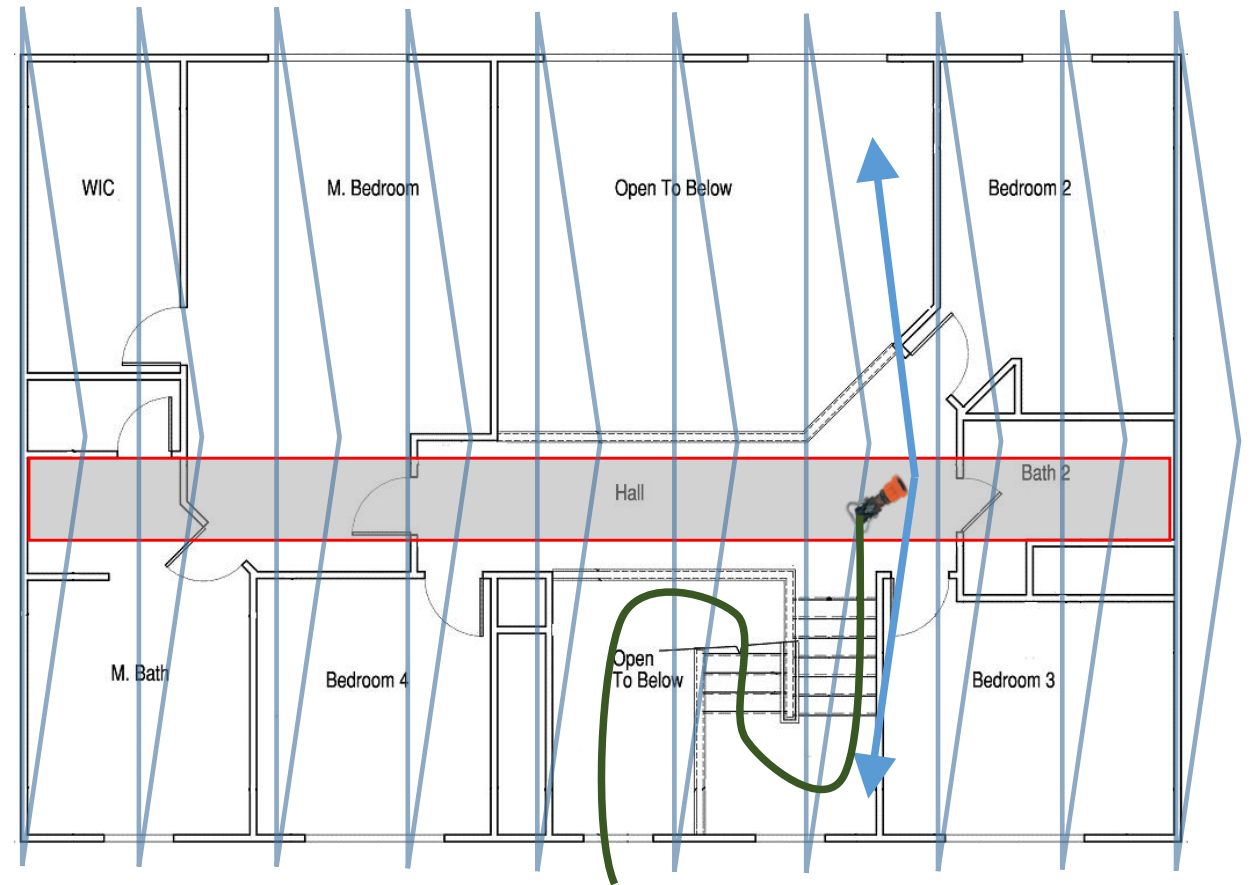 WIC
M. Bedroom
Open To Below
Bedroom 2
Hall
Bath 2
M. Bath
Bedroom 4
Open
To Below
Bedroom 3